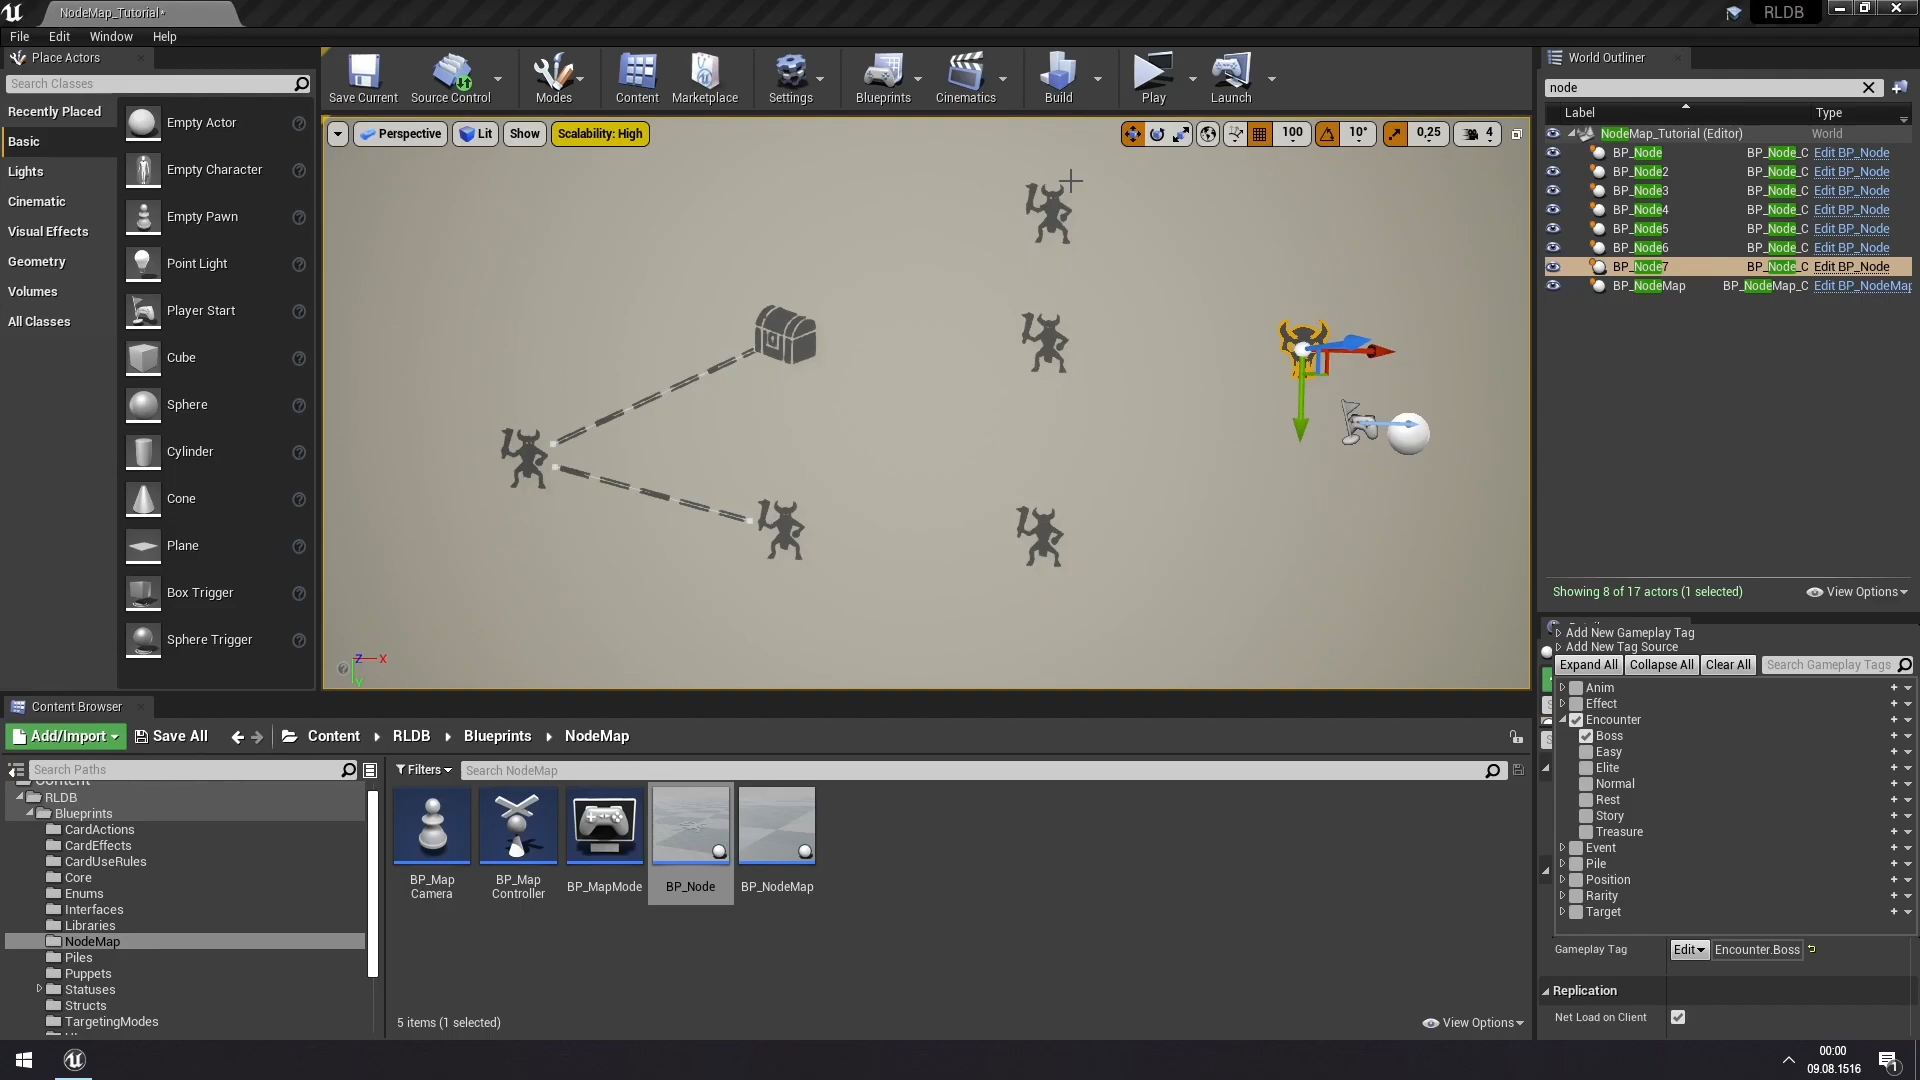 NodeMap_Tutorial*
RLDB
File Edit Window Help
Place Actors
Search Classes
Recently Placed
Basic
Lights
Cinematic
Visual Effects
Geometry
Volumes
All Classes
Empty Actor
Empty Character
Empty Pawn
Point Light
Player Start
Cube
Sphere
Cylinder
Cone
Plane
Box Trigger
Sphere Trigger
Save Current
Source Control
Modes
Content
Marketplace
Settings
Blueprints
Cinematics
Build
Play
Launch
Perspective
Lit
Show
Scalability: High
100
10°
0,25
4
Z X
Y
World Outliner
node
Label Type
NodeMap_Tutorial (Editor) World
BP_Node BP_Node_C Edit BP_Node
BP_Node2 BP_Node_C Edit BP_Node
BP_Node3 BP_Node_C Edit BP_Node
BP_Node4 BP_Node_C Edit BP_Node
BP_Node5 BP_Node_C Edit BP_Node
BP_Node6 BP_Node_C Edit BP_Node
BP_Node7 BP_Node_C Edit BP_Node
BP_NodeMap BP_NodeMap_C Edit BP_NodeMap
Showing 8 of 17 actors (1 selected)
View Options
Add New Gameplay Tag
Add New Tag Source
Expand All Collapse All Clear All Search Gameplay Tags
Anim
Effect
Encounter
Boss
Easy
Elite
Normal
Rest
Story
Treasure
Event
Pile
Position
Rarity
Target
Gameplay Tag Edit Encounter.Boss
Replication
Net Load on Client
Content Browser
Add/Import Save All Content RLDB Blueprints NodeMap
Search Paths
Filters Search NodeMap
Content
RLDB
Blueprints
CardActions
CardEffects
CardUseRules
Core
Enums
Interfaces
Libraries
NodeMap
Piles
Puppets
Statuses
Structs
TargetingModes
BP_Map
Camera
BP_Map
Controller
BP_MapMode
BP_Node
BP_NodeMap
5 items (1 selected)
View Options
00:00
09.08.1516
1